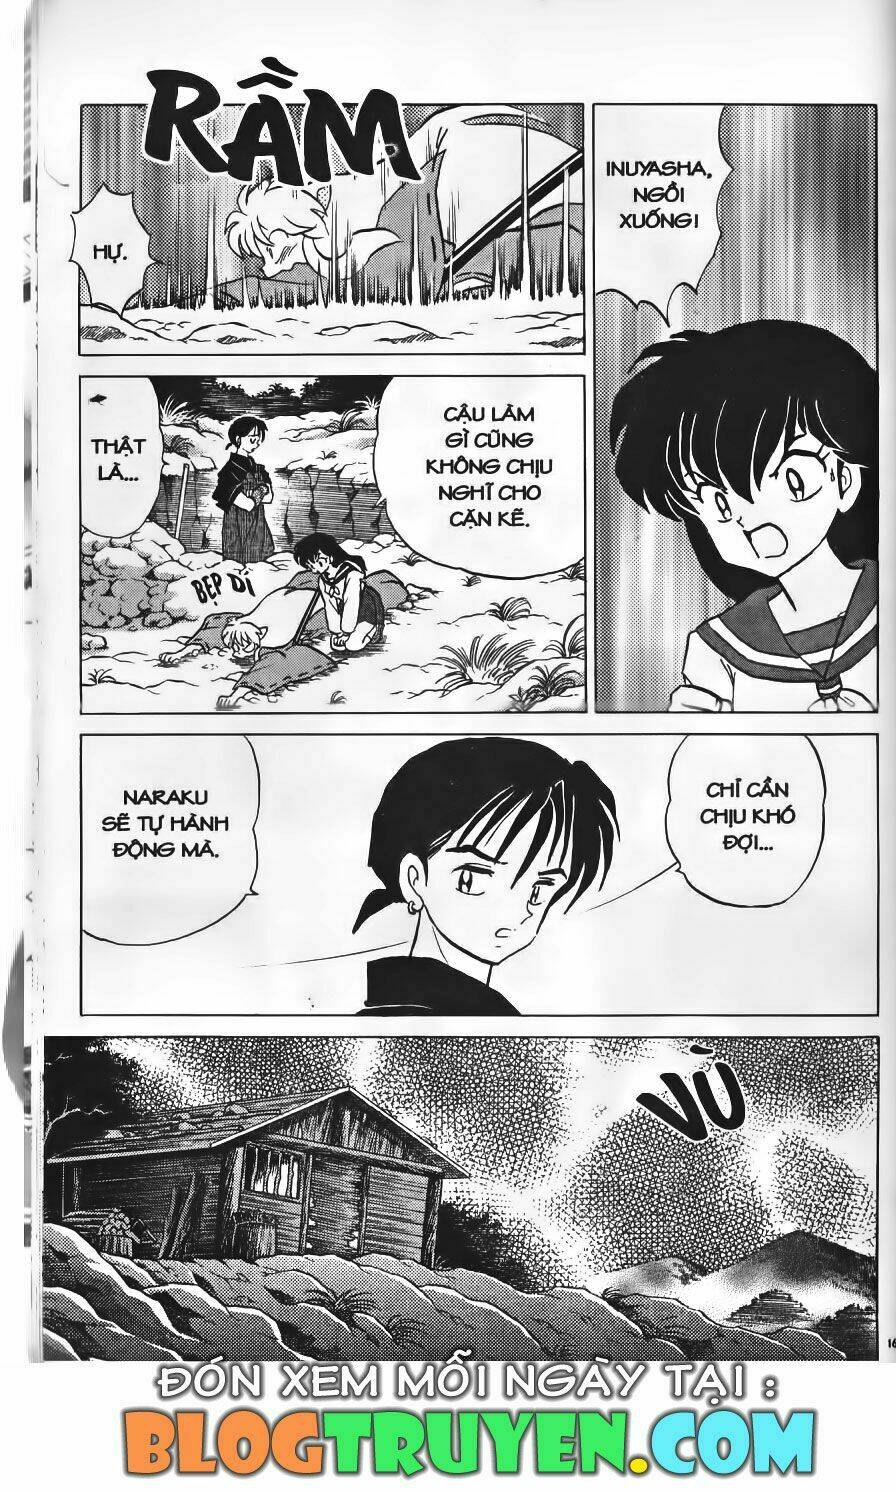 INUYASHA,
NGỒI
XUỐNG!
RẦM
HỰ.
CẬU LÀM
GÌ CŨNG
KHÔNG CHỊU
NGHĨ CHO
CẶN KẼ.
THẬT
LÀ...
BẸP DÍ
CHỈ CẦN
CHỊU KHÓ
ĐỢI...
NARAKU
SẼ TỰ HÀNH
ĐỘNG MÀ.
VÙ
ĐÓN XEM MỖI NGÀY TẠI :
BLOGTRUYEN.COM